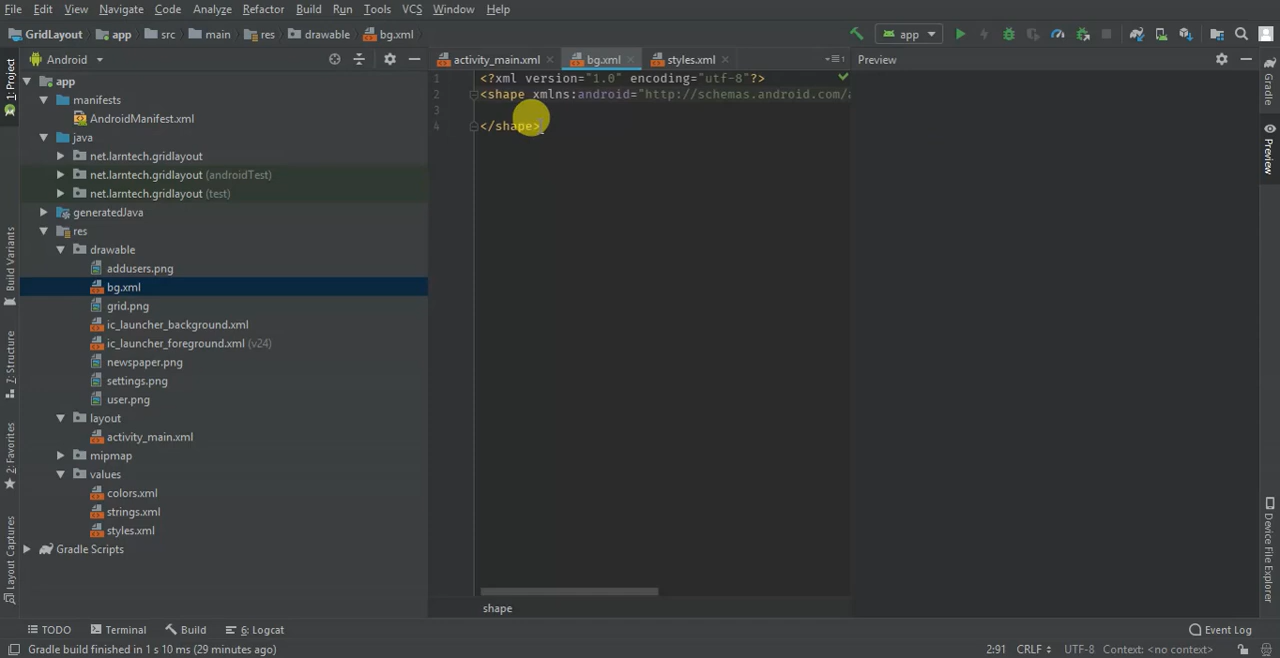 File Edit View Navigate Code Analyze Refactor Build Run Tools VCS Window Help
GridLayout app src main res drawable bg.xml app
1: Project
Android
activity_main.xml bg.xml styles.xml
Preview
Gradle
Preview
app
manifests
AndroidManifest.xml
java
net.larntech.gridlayout
net.larntech.gridlayout (androidTest)
net.larntech.gridlayout (test)
generatedJava
res
drawable
addusers.png
bg.xml
grid.png
ic_launcher_background.xml
ic_launcher_foreground.xml (v24)
newspaper.png
settings.png
user.png
layout
activity_main.xml
mipmap
values
colors.xml
strings.xml
styles.xml
Gradle Scripts
Build Variants
7: Structure
2: Favorites
Layout Captures
1 <?xml version="1.0" encoding="utf-8"?>
2 <shape xmlns:android="http://schemas.android.com/a
3
4 </shape>
shape
Device File Explorer
TODO Terminal Build 6: Logcat Event Log
Gradle build finished in 1 s 10 ms (29 minutes ago) 2:91 CRLF UTF-8 Context: <no context>